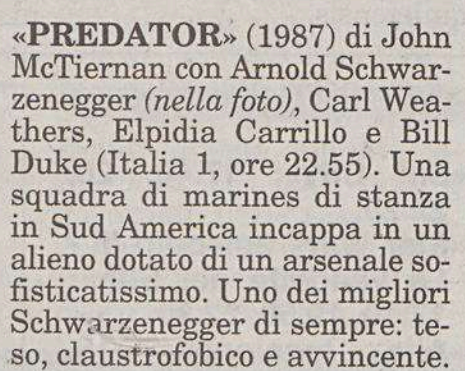 «PREDATOR» (1987) di John
McTiernan con Arnold Schwar-
zenegger (nella foto), Carl Wea-
thers, Elpidia Carrillo e Bill
Duke (Italia 1, ore 22.55). Una
squadra di marines di stanza
in Sud America incappa in un
alieno dotato di un arsenale so-
fisticatissimo. Uno dei migliori
Schwarzenegger di sempre: te-
so, claustrofobico e avvincente.